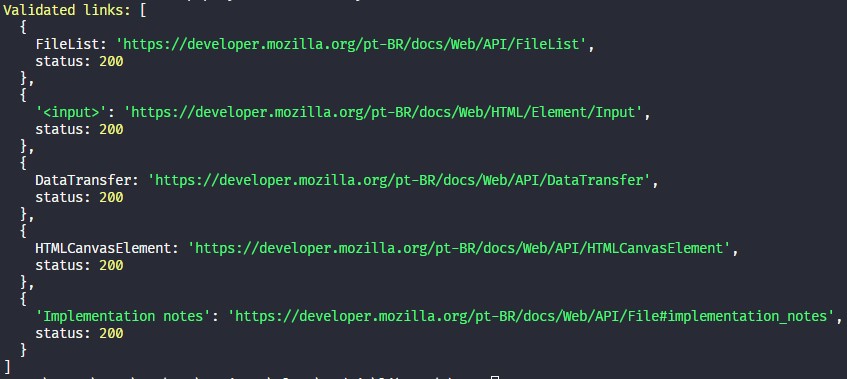 Validated links: [
  {
    FileList: 'https://developer.mozilla.org/pt-BR/docs/Web/API/FileList',
    status: 200
  },
  {
    '<input>': 'https://developer.mozilla.org/pt-BR/docs/Web/HTML/Element/Input',
    status: 200
  },
  {
    DataTransfer: 'https://developer.mozilla.org/pt-BR/docs/Web/API/DataTransfer',
    status: 200
  },
  {
    HTMLCanvasElement: 'https://developer.mozilla.org/pt-BR/docs/Web/API/HTMLCanvasElement',
    status: 200
  },
  {
    'Implementation notes': 'https://developer.mozilla.org/pt-BR/docs/Web/API/File#implementation_notes',
    status: 200
  }
]